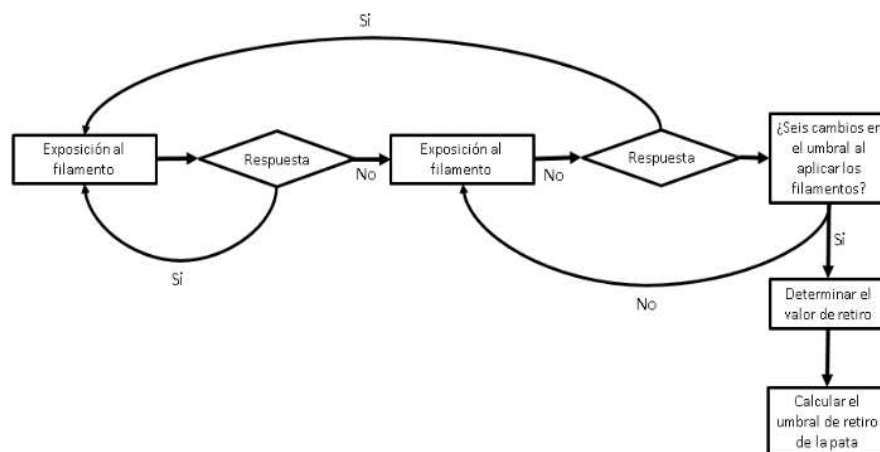 Si
Exposición al
filamento
Respuesta
No
Exposición al
filamento
No
Respuesta
¿Seis cambios en
el umbral al
aplicar los
filamentos?
Si
No
Si
Determinar el
valor de retiro
Calcular el
umbral de retiro
de la pata